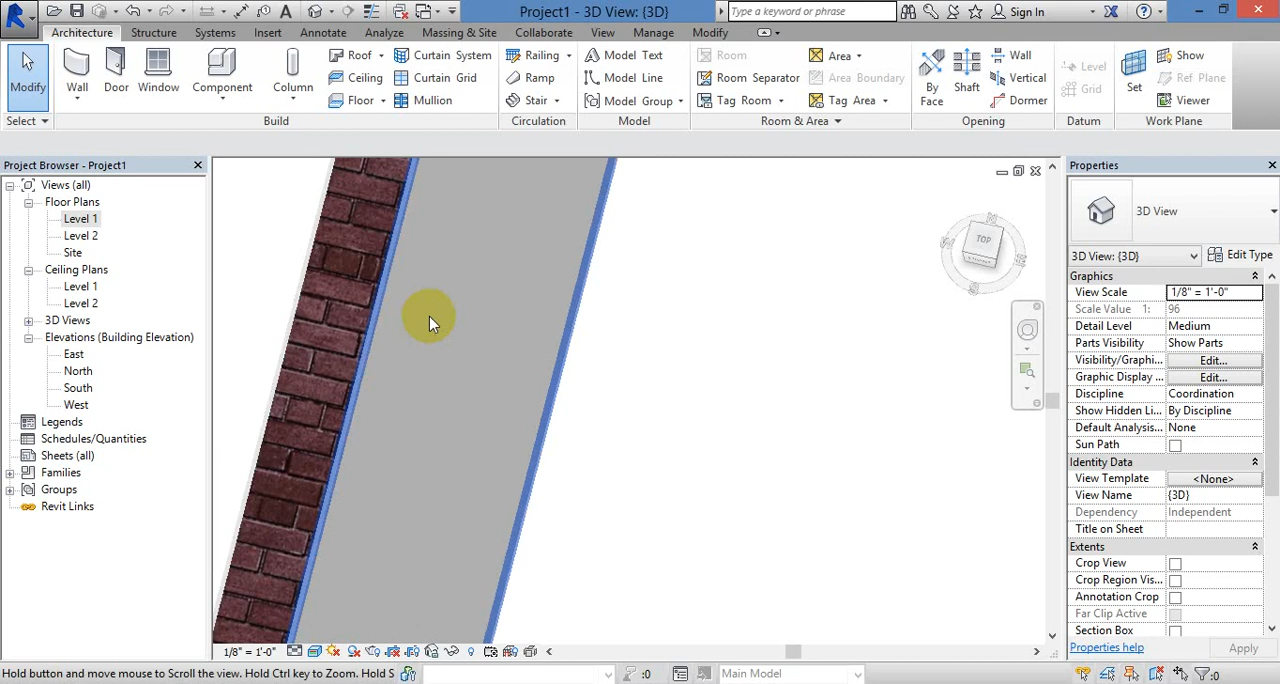 Project1 - 3D View: {3D}
Type a keyword or phrase
Sign In
Architecture Structure Systems Insert Annotate Analyze Massing & Site Collaborate View Manage Modify
Modify
Wall
Door
Window
Component
Column
Roof
Ceiling
Floor
Curtain System
Curtain Grid
Mullion
Railing
Ramp
Stair
Model Text
Model Line
Model Group
Room
Room Separator
Tag Room
Area
Area Boundary
Tag Area
By Face
Shaft
Wall
Vertical
Dormer
Level
Grid
Set
Show
Ref Plane
Viewer
Select
Build
Circulation
Model
Room & Area
Opening
Datum
Work Plane
Project Browser - Project1
Views (all)
Floor Plans
Level 1
Level 2
Site
Ceiling Plans
Level 1
Level 2
3D Views
Elevations (Building Elevation)
East
North
South
West
Legends
Schedules/Quantities
Sheets (all)
Families
Groups
Revit Links
TOP
Properties
3D View
3D View: {3D}
Edit Type
Graphics
View Scale 1/8" = 1'-0"
Scale Value 1: 96
Detail Level Medium
Parts Visibility Show Parts
Visibility/Graphi... Edit...
Graphic Display ... Edit...
Discipline Coordination
Show Hidden Li... By Discipline
Default Analysis... None
Sun Path
Identity Data
View Template <None>
View Name {3D}
Dependency Independent
Title on Sheet
Extents
Crop View
Crop Region Vis...
Annotation Crop
Far Clip Active
Section Box
Properties help
Apply
1/8" = 1'-0"
Hold button and move mouse to Scroll the view. Hold Ctrl key to Zoom. Hold S
:0
Main Model
:0